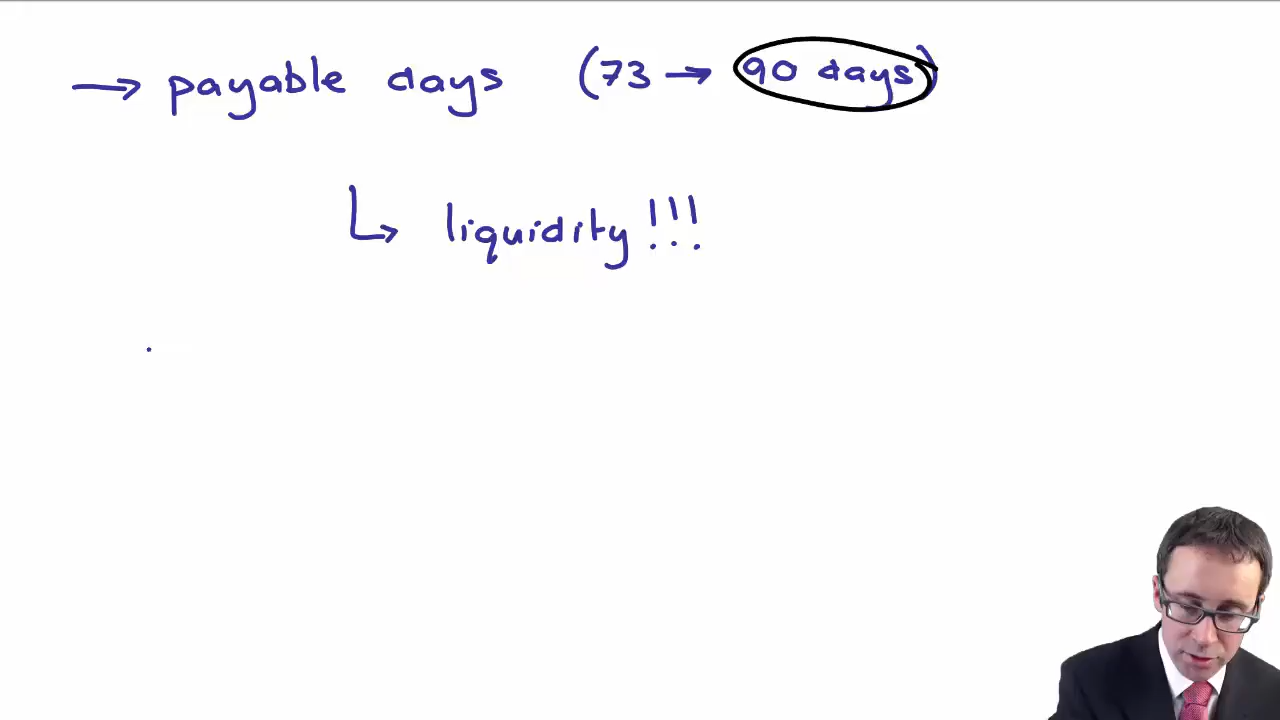 → payable days (73 → 90 days)
↳ liquidity!!!